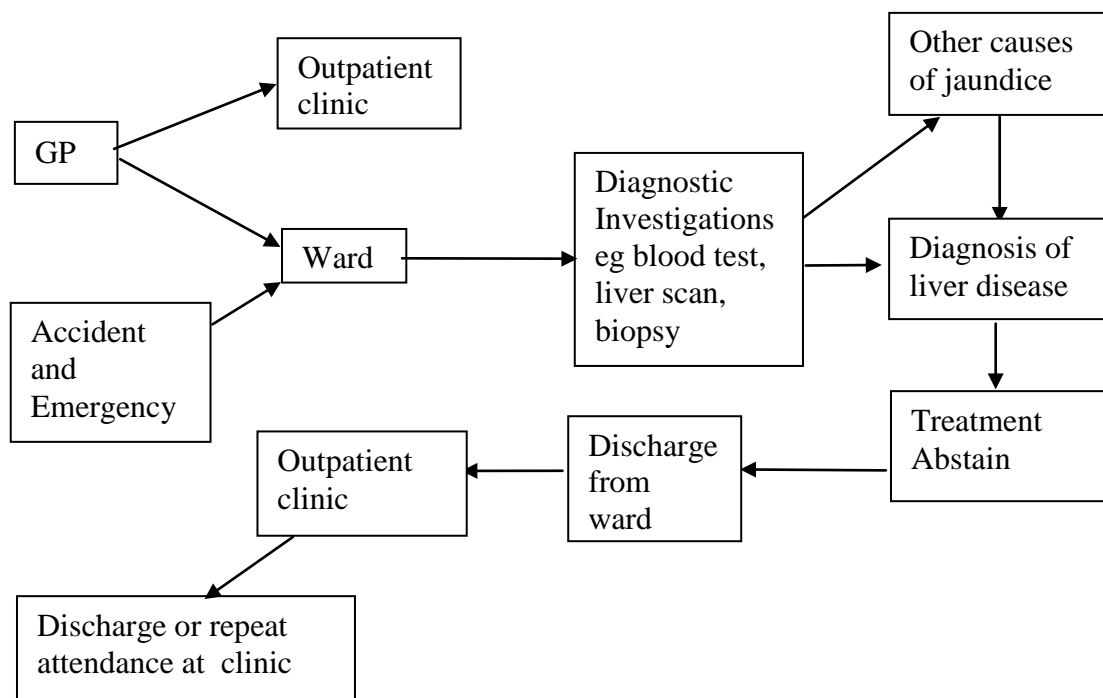 Outpatient
clinic
Other causes
of jaundice
GP
Diagnostic
Investigations
eg blood test,
liver scan,
biopsy
Ward
Diagnosis of
liver disease
Accident
and
Emergency
Treatment
Abstain
Discharge
from
ward
Outpatient
clinic
Discharge or repeat
attendance at  clinic